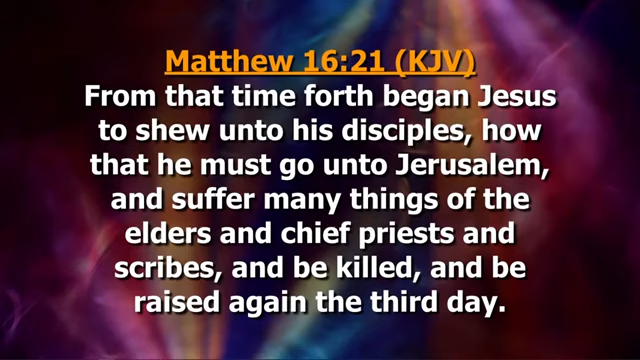 Matthew 16:21 (KJV)
From that time forth began Jesus
to shew unto his disciples, how
that he must go unto Jerusalem,
and suffer many things of the
elders and chief priests and
scribes, and be killed, and be
raised again the third day.